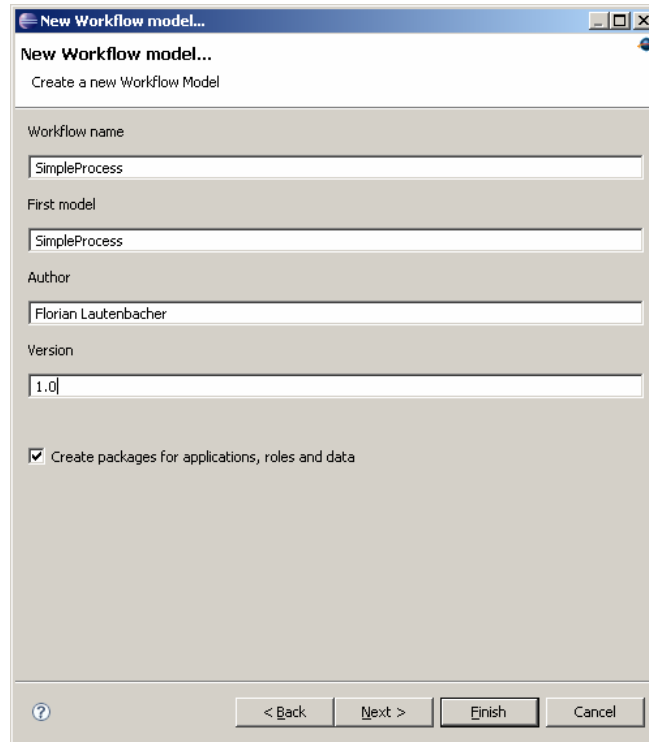 New Workflow model...
New Workflow model...
Create a new Workflow Model
Workflow name
SimpleProcess
First model
SimpleProcess
Author
Florian Lautenbacher
Version
1.0
Create packages for applications, roles and data
? < Back Next > Finish Cancel